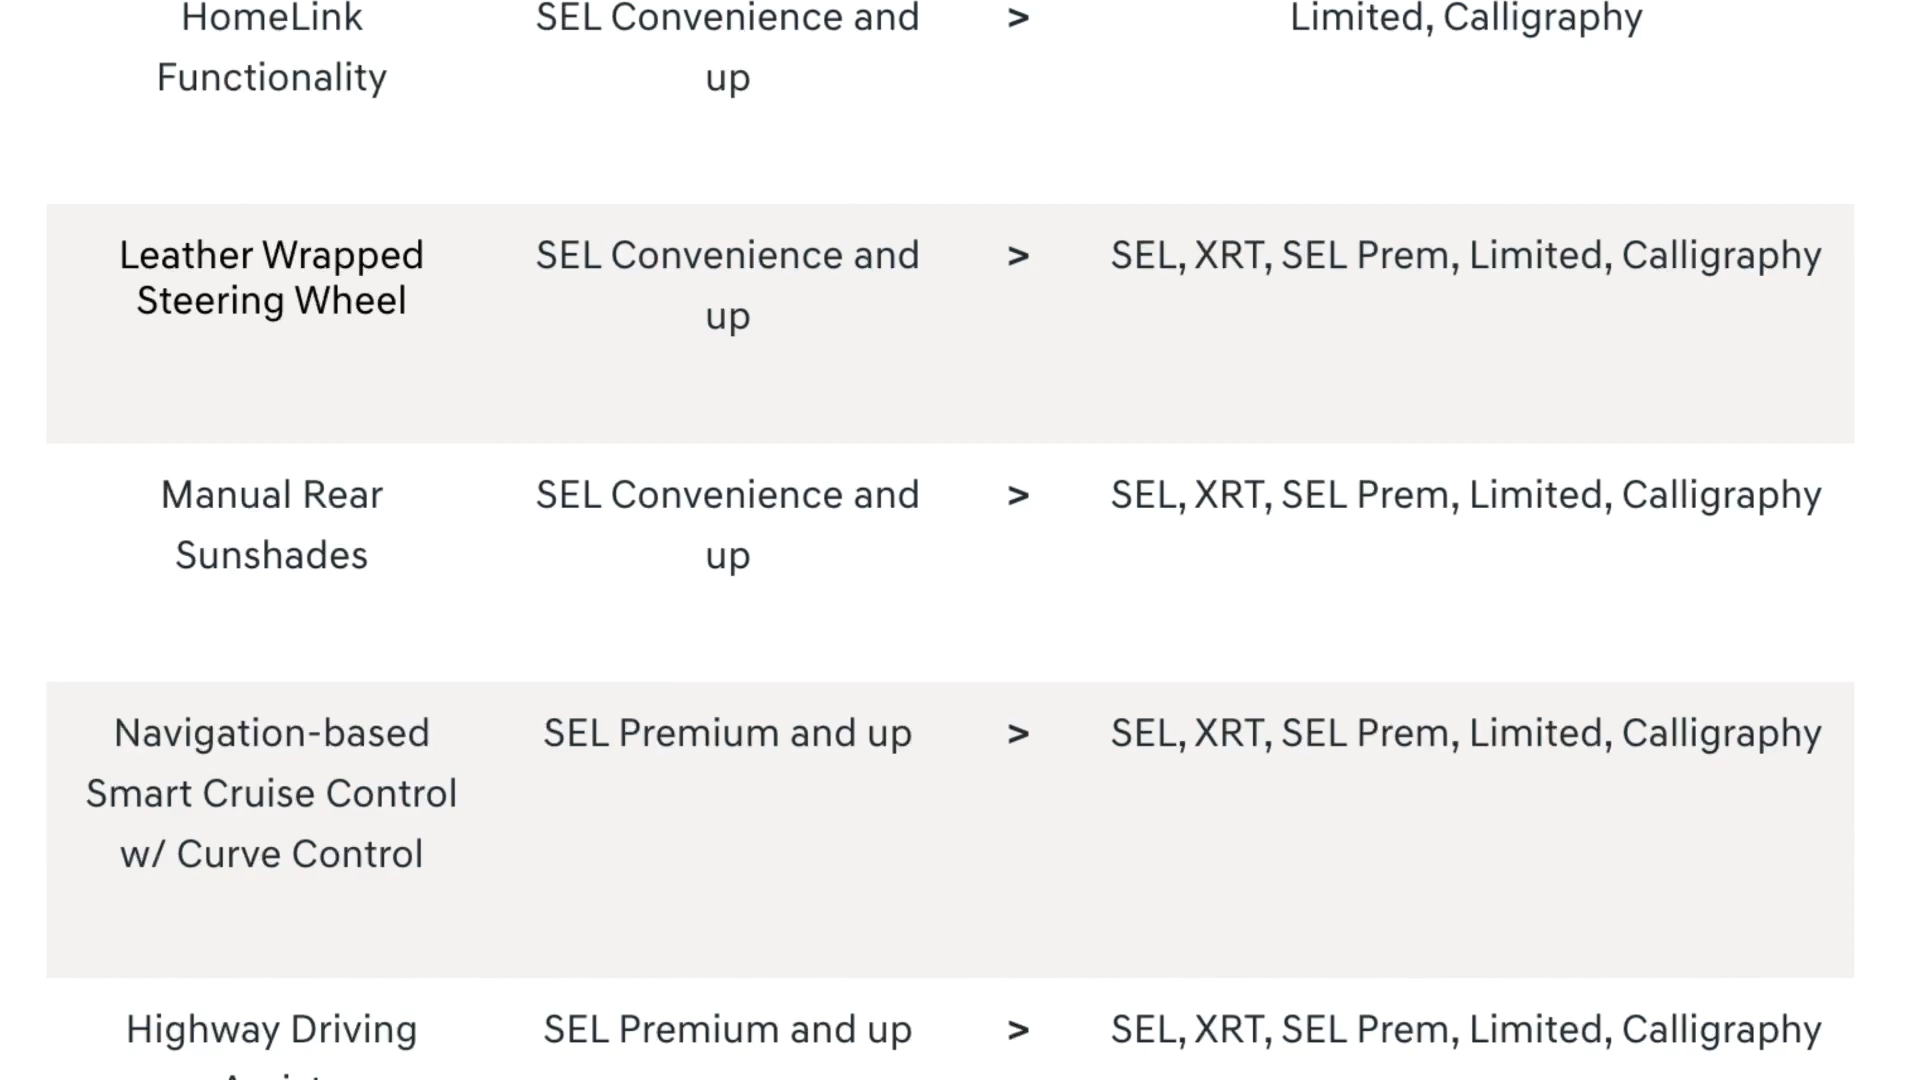 HomeLink
Functionality
SEL Convenience and
up
>
Limited, Calligraphy
Leather Wrapped
Steering Wheel
SEL Convenience and
up
>
SEL, XRT, SEL Prem, Limited, Calligraphy
Manual Rear
Sunshades
SEL Convenience and
up
>
SEL, XRT, SEL Prem, Limited, Calligraphy
Navigation-based
Smart Cruise Control
w/ Curve Control
SEL Premium and up
>
SEL, XRT, SEL Prem, Limited, Calligraphy
Highway Driving
SEL Premium and up
>
SEL, XRT, SEL Prem, Limited, Calligraphy